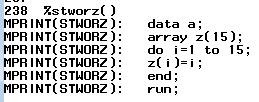 238  %stworz()
MPRINT(STWORZ):   data a;
MPRINT(STWORZ):   array z(15);
MPRINT(STWORZ):   do i=1 to 15;
MPRINT(STWORZ):   z(i)=i;
MPRINT(STWORZ):   end;
MPRINT(STWORZ):   run;